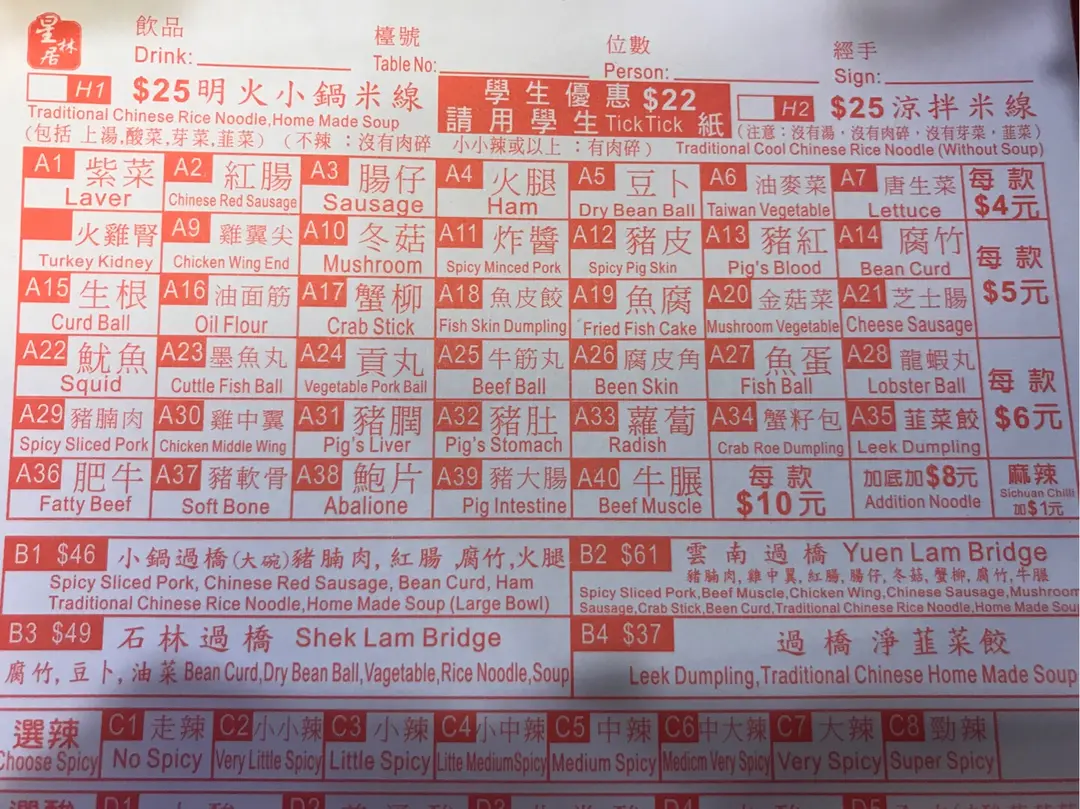 星林居
飲品
Drink:
檯號
Table No:
位數
Person:
經手
Sign:
H1 $25明火小鍋米線
Traditional Chinese Rice Noodle,Home Made Soup
(包括 上湯,酸菜,芽菜,韮菜) (不辣 : 沒有肉碎 小小辣或以上 : 有肉碎)
學生優惠 $22
請用學生TickTick 紙
H2 $25涼拌米線
(注意 : 沒有湯, 沒有肉碎, 沒有芽菜, 韮菜)
Traditional Cool Chinese Rice Noodle (Without Soup)
A1 紫菜 Laver
A2 紅腸 Chinese Red Sausage
A3 腸仔 Sausage
A4 火腿 Ham
A5 豆卜 Dry Bean Ball
A6 油麥菜 Taiwan Vegetable
A7 唐生菜 Lettuce
每款 $4元
火雞腎 Turkey Kidney
A9 雞翼尖 Chicken Wing End
A10 冬菇 Mushroom
A11 炸醬 Spicy Minced Pork
A12 豬皮 Spicy Pig Skin
A13 豬紅 Pig's Blood
A14 腐竹 Bean Curd
每款 $5元
A15 生根 Curd Ball
A16 油面筋 Oil Flour
A17 蟹柳 Crab Stick
A18 魚皮餃 Fish Skin Dumpling
A19 魚腐 Fried Fish Cake
A20 金菇菜 Mushroom Vegetable
A21 芝士腸 Cheese Sausage
A22 魷魚 Squid
A23 墨魚丸 Cuttle Fish Ball
A24 貢丸 Vegetable Pork Ball
A25 牛筋丸 Beef Ball
A26 腐皮角 Been Skin
A27 魚蛋 Fish Ball
A28 龍蝦丸 Lobster Ball
每款 $6元
A29 豬腩肉 Spicy Sliced Pork
A30 雞中翼 Chicken Middle Wing
A31 豬膶 Pig's Liver
A32 豬肚 Pig's Stomach
A33 蘿蔔 Radish
A34 蟹籽包 Crab Roe Dumpling
A35 韮菜餃 Leek Dumpling
A36 肥牛 Fatty Beef
A37 豬軟骨 Soft Bone
A38 鮑片 Abalione
A39 豬大腸 Pig Intestine
A40 牛𦟌 Beef Muscle
每款 $10元
加底加$8元 Addition Noodle
麻辣 Sichuan Chilli 加$1元
B1 $46 小鍋過橋(大碗)豬腩肉, 紅腸, 腐竹, 火腿
Spicy Sliced Pork, Chinese Red Sausage, Bean Curd, Ham
Traditional Chinese Rice Noodle,Home Made Soup (Large Bowl)
B2 $61 雲南過橋 Yuen Lam Bridge
豬腩肉, 雞中翼, 紅腸, 腸仔, 冬菇, 蟹柳, 腐竹, 牛𦟌
Spicy Sliced Pork,Beef Muscle,Chicken Wing,Chinese Sausage,Mushroom
Sausage,Crab Stick,Been Curd,Traditional Chinese Rice Noodle,Home Made Sou
B3 $49 石林過橋 Shek Lam Bridge
腐竹, 豆卜, 油菜 Bean Curd,Dry Bean Ball,Vagetable,Rice Noodle,Soup
B4 $37 過橋淨韮菜餃
Leek Dumpling,Traditional Chinese Home Made Soup
選辣
Choose Spicy
C1 走辣 No Spicy
C2 小小辣 Very Little Spicy
C3 小辣 Little Spicy
C4 小中辣 Litte MediumSpicy
C5 中辣 Medium Spicy
C6 中大辣 Medicm Very Spicy
C7 大辣 Very Spicy
C8 勁辣 Super Spicy
D1
D2
D3
D4
D5